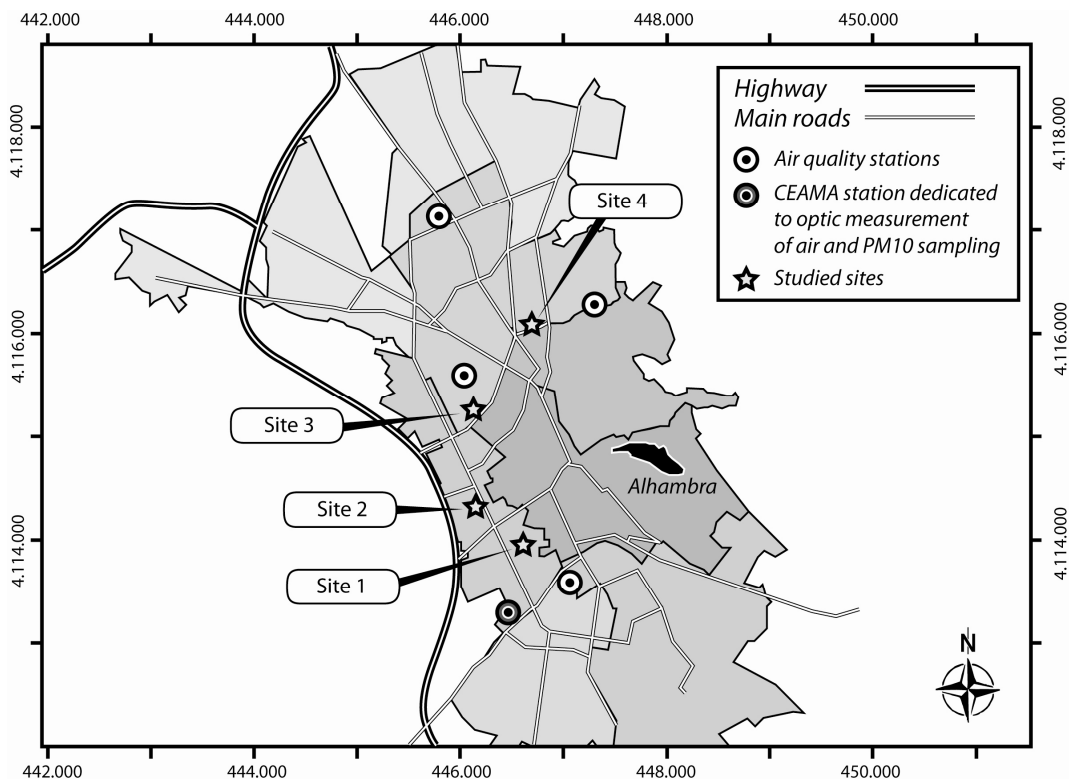 442.000
444.000
446.000
448.000
450.000
4.118.000
4.116.000
4.114.000
Highway
Main roads
Air quality stations
CEAMA station dedicated
to optic measurement
of air and PM10 sampling
Studied sites
4.118.000
4.116.000
4.114.000
Site 4
Site 3
Alhambra
Site 2
Site 1
N
442.000
444.000
446.000
448.000
450.000